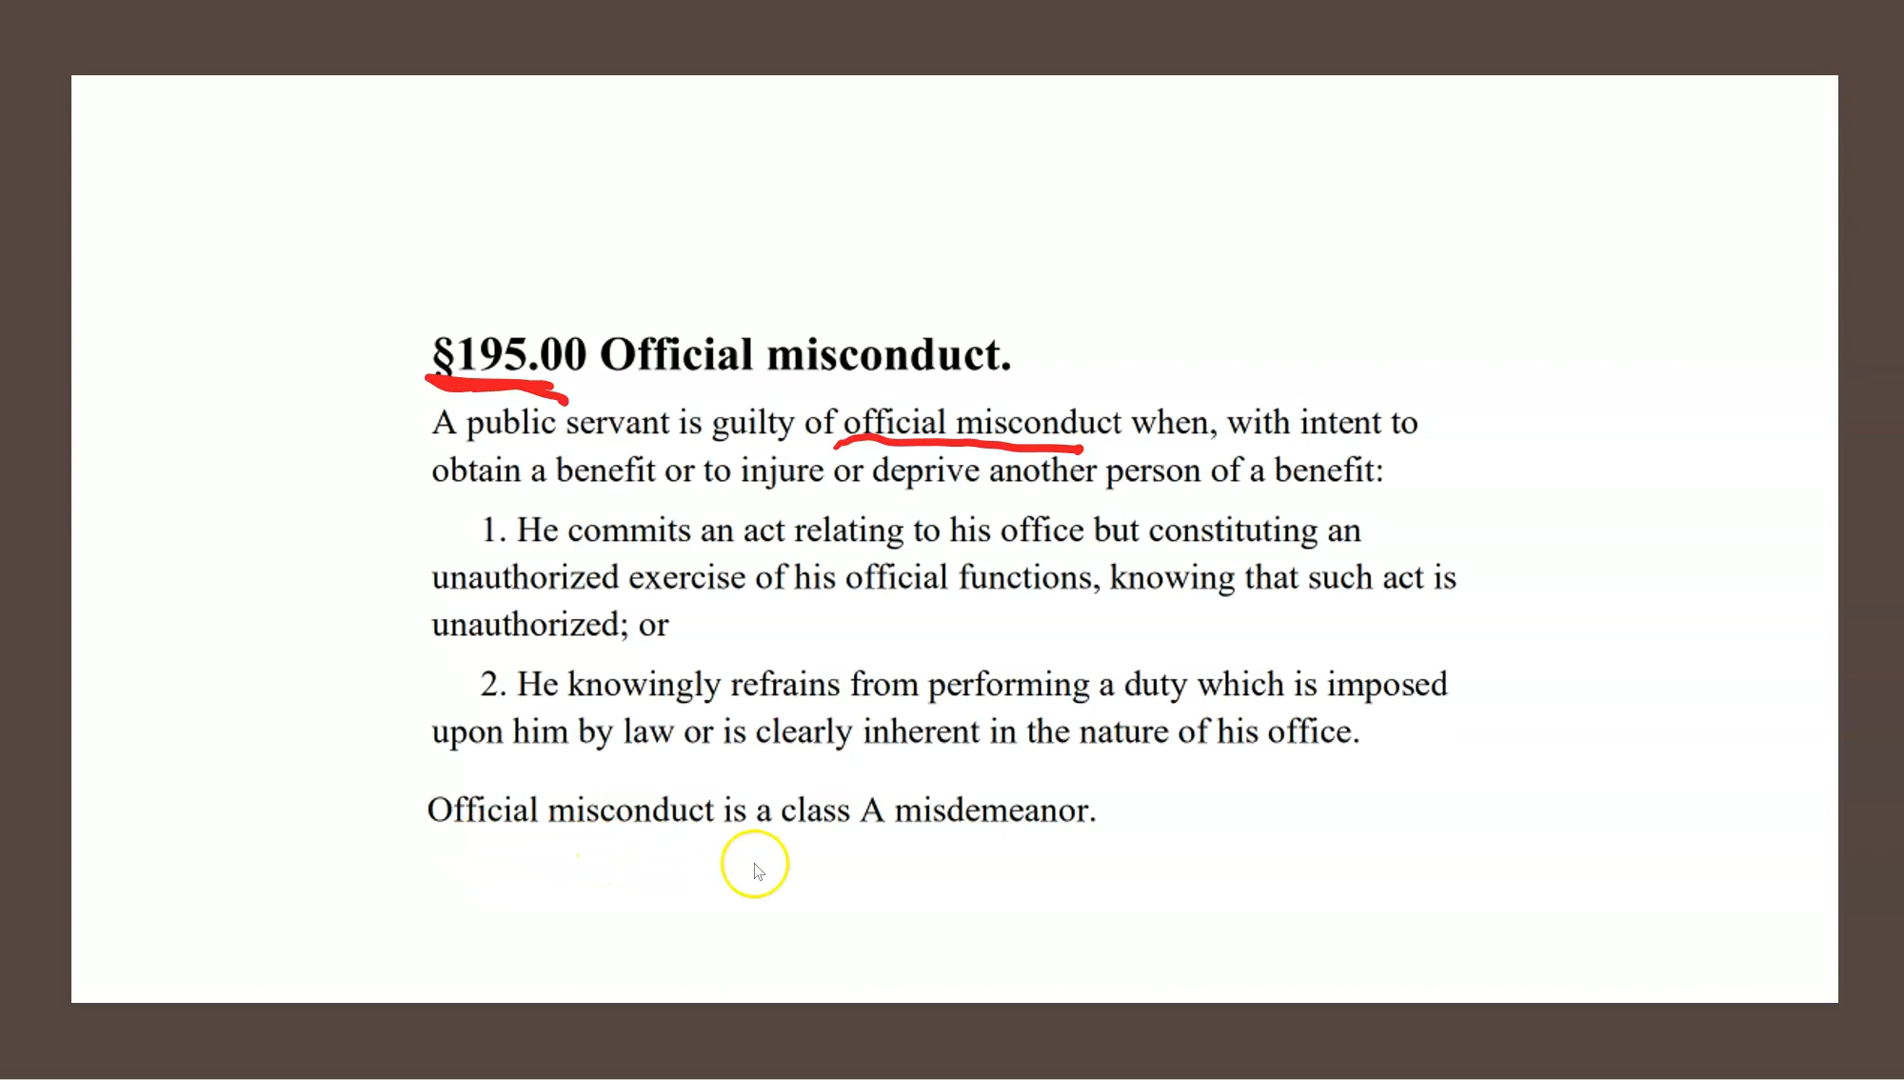 §195.00 Official misconduct.
A public servant is guilty of official misconduct when, with intent to
obtain a benefit or to injure or deprive another person of a benefit:
1. He commits an act relating to his office but constituting an
unauthorized exercise of his official functions, knowing that such act is
unauthorized; or
2. He knowingly refrains from performing a duty which is imposed
upon him by law or is clearly inherent in the nature of his office.
Official misconduct is a class A misdemeanor.